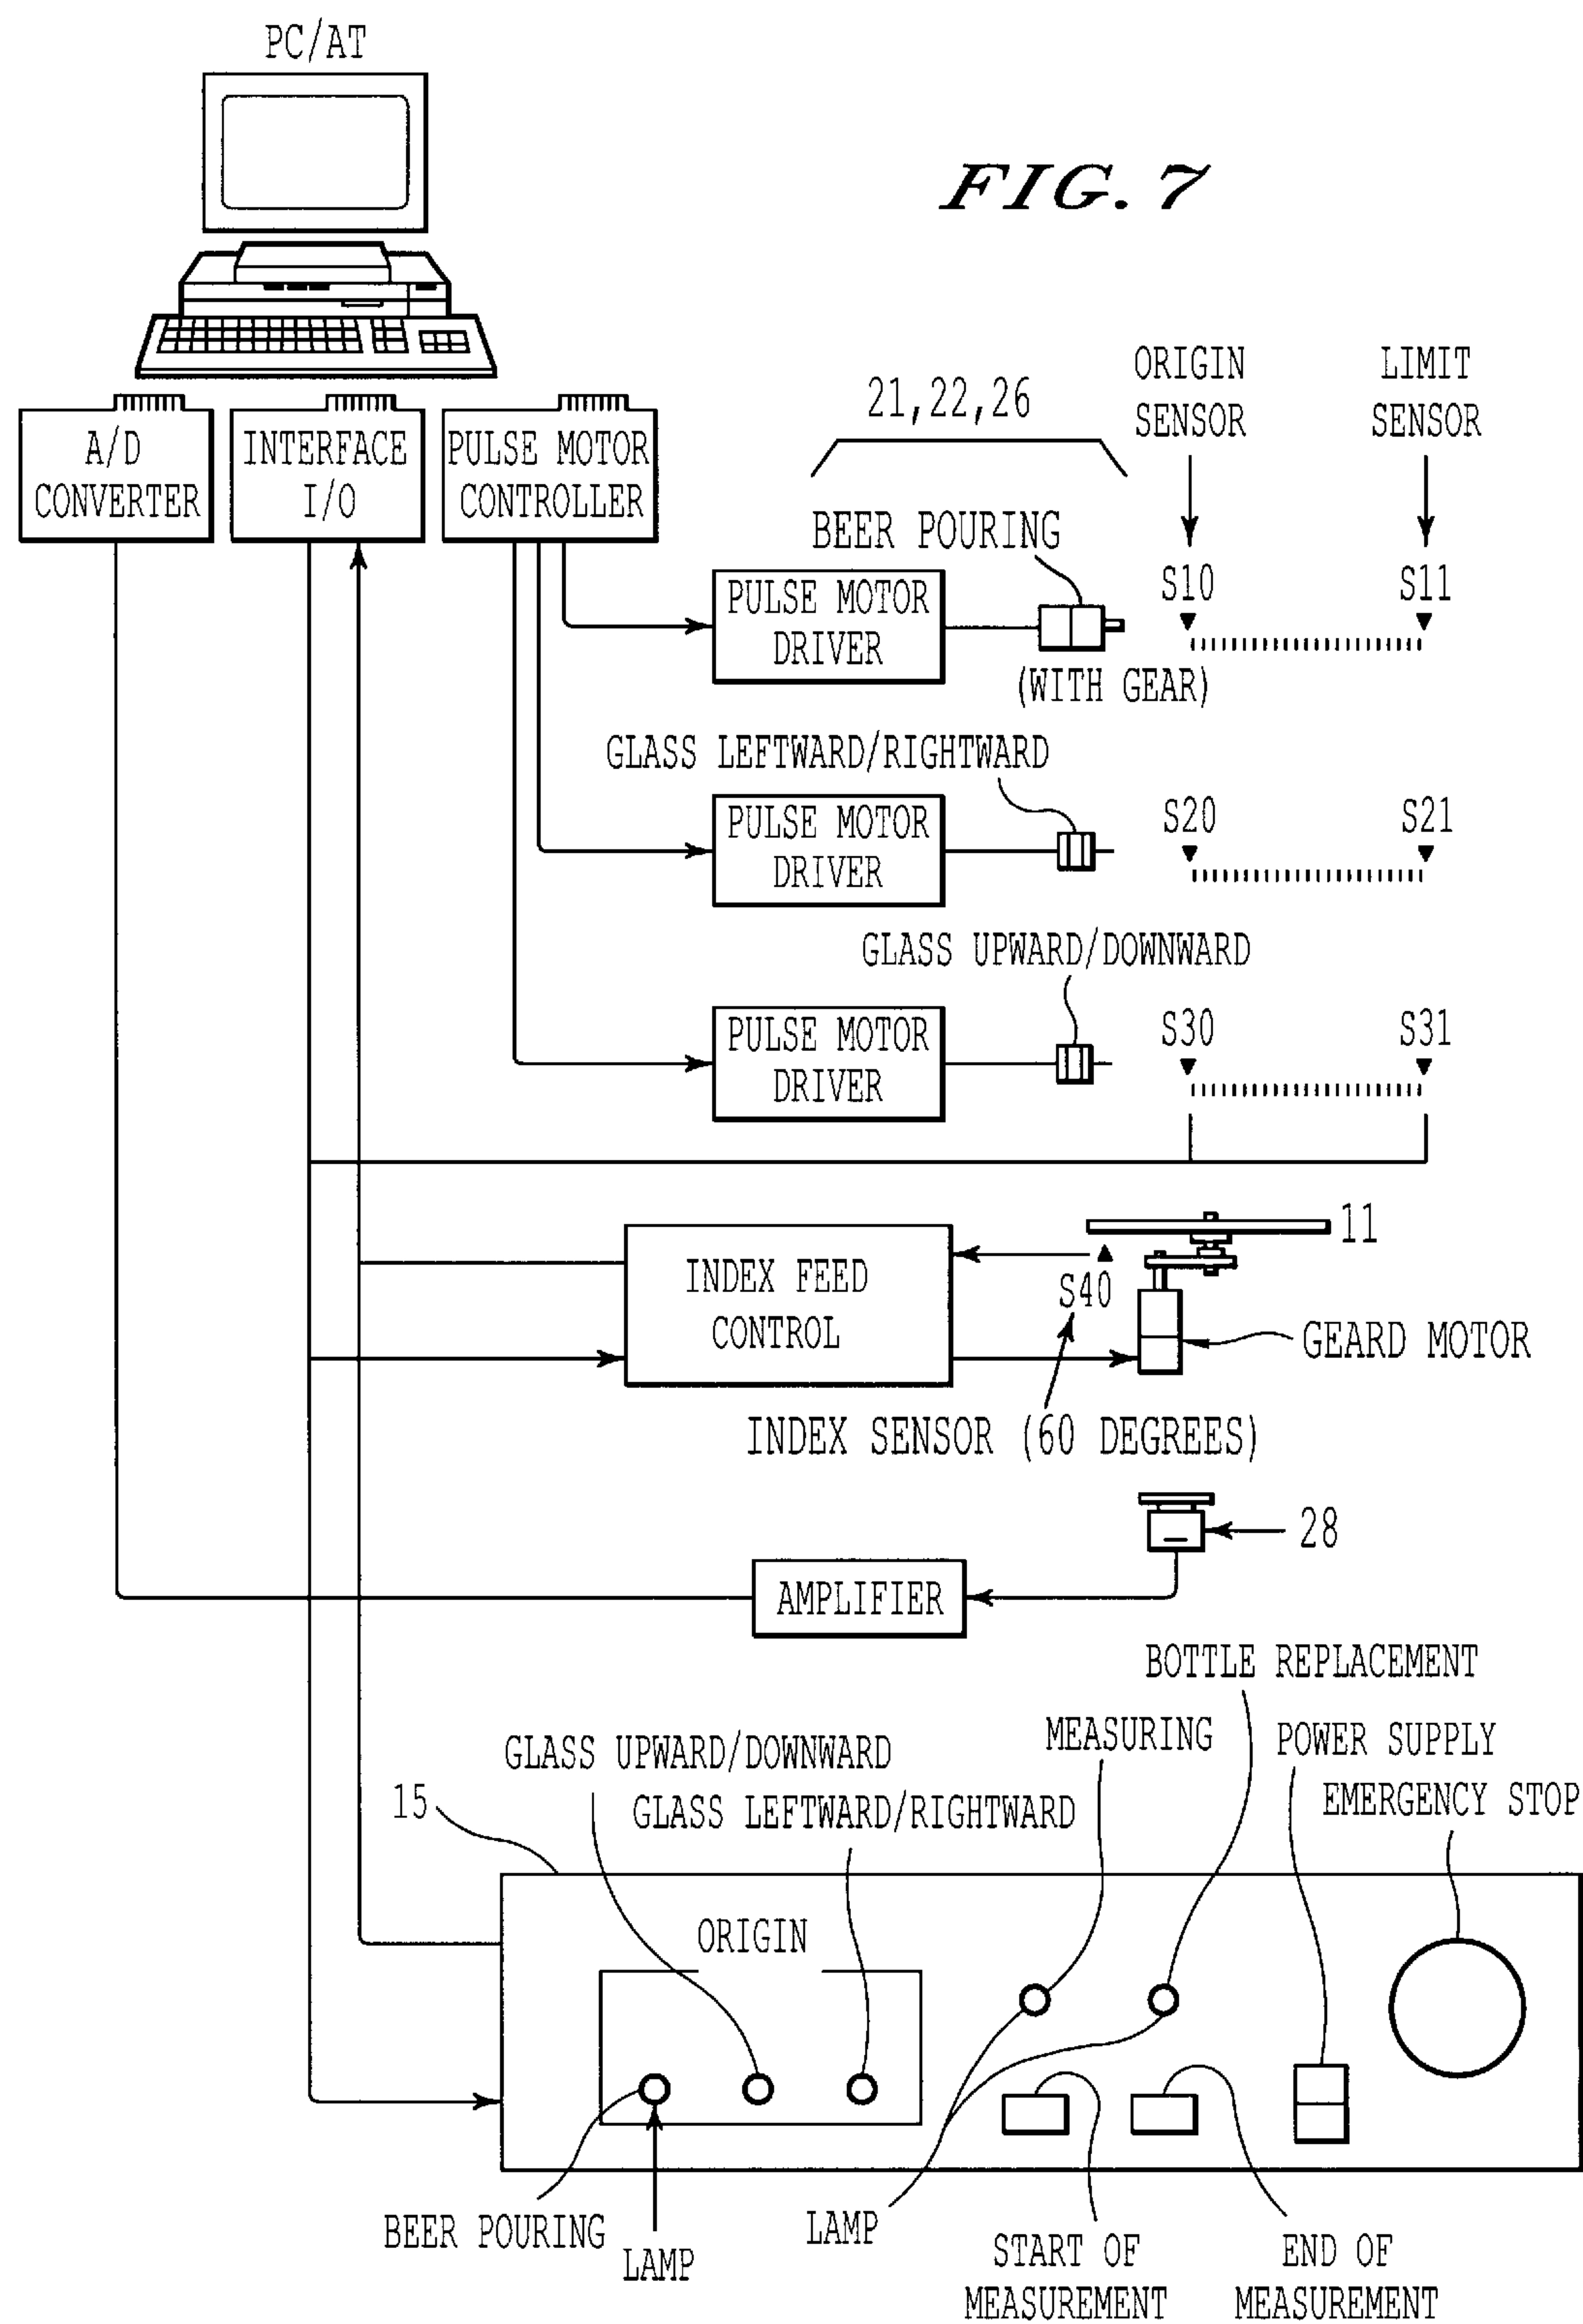 PC/AT
FIG. 7
A/D
CONVERTER
INTERFACE
I/O
PULSE MOTOR
CONTROLLER
21,22,26
ORIGIN
SENSOR
LIMIT
SENSOR
BEER POURING
PULSE MOTOR
DRIVER
(WITH GEAR)
S10
S11
GLASS LEFTWARD/RIGHTWARD
PULSE MOTOR
DRIVER
S20
S21
GLASS UPWARD/DOWNWARD
PULSE MOTOR
DRIVER
S30
S31
INDEX FEED
CONTROL
S40
11
GEARD MOTOR
INDEX SENSOR (60 DEGREES)
28
AMPLIFIER
BOTTLE REPLACEMENT
MEASURING
POWER SUPPLY
GLASS UPWARD/DOWNWARD
EMERGENCY STOP
15
GLASS LEFTWARD/RIGHTWARD
ORIGIN
BEER POURING
LAMP
LAMP
START OF
MEASUREMENT
END OF
MEASUREMENT